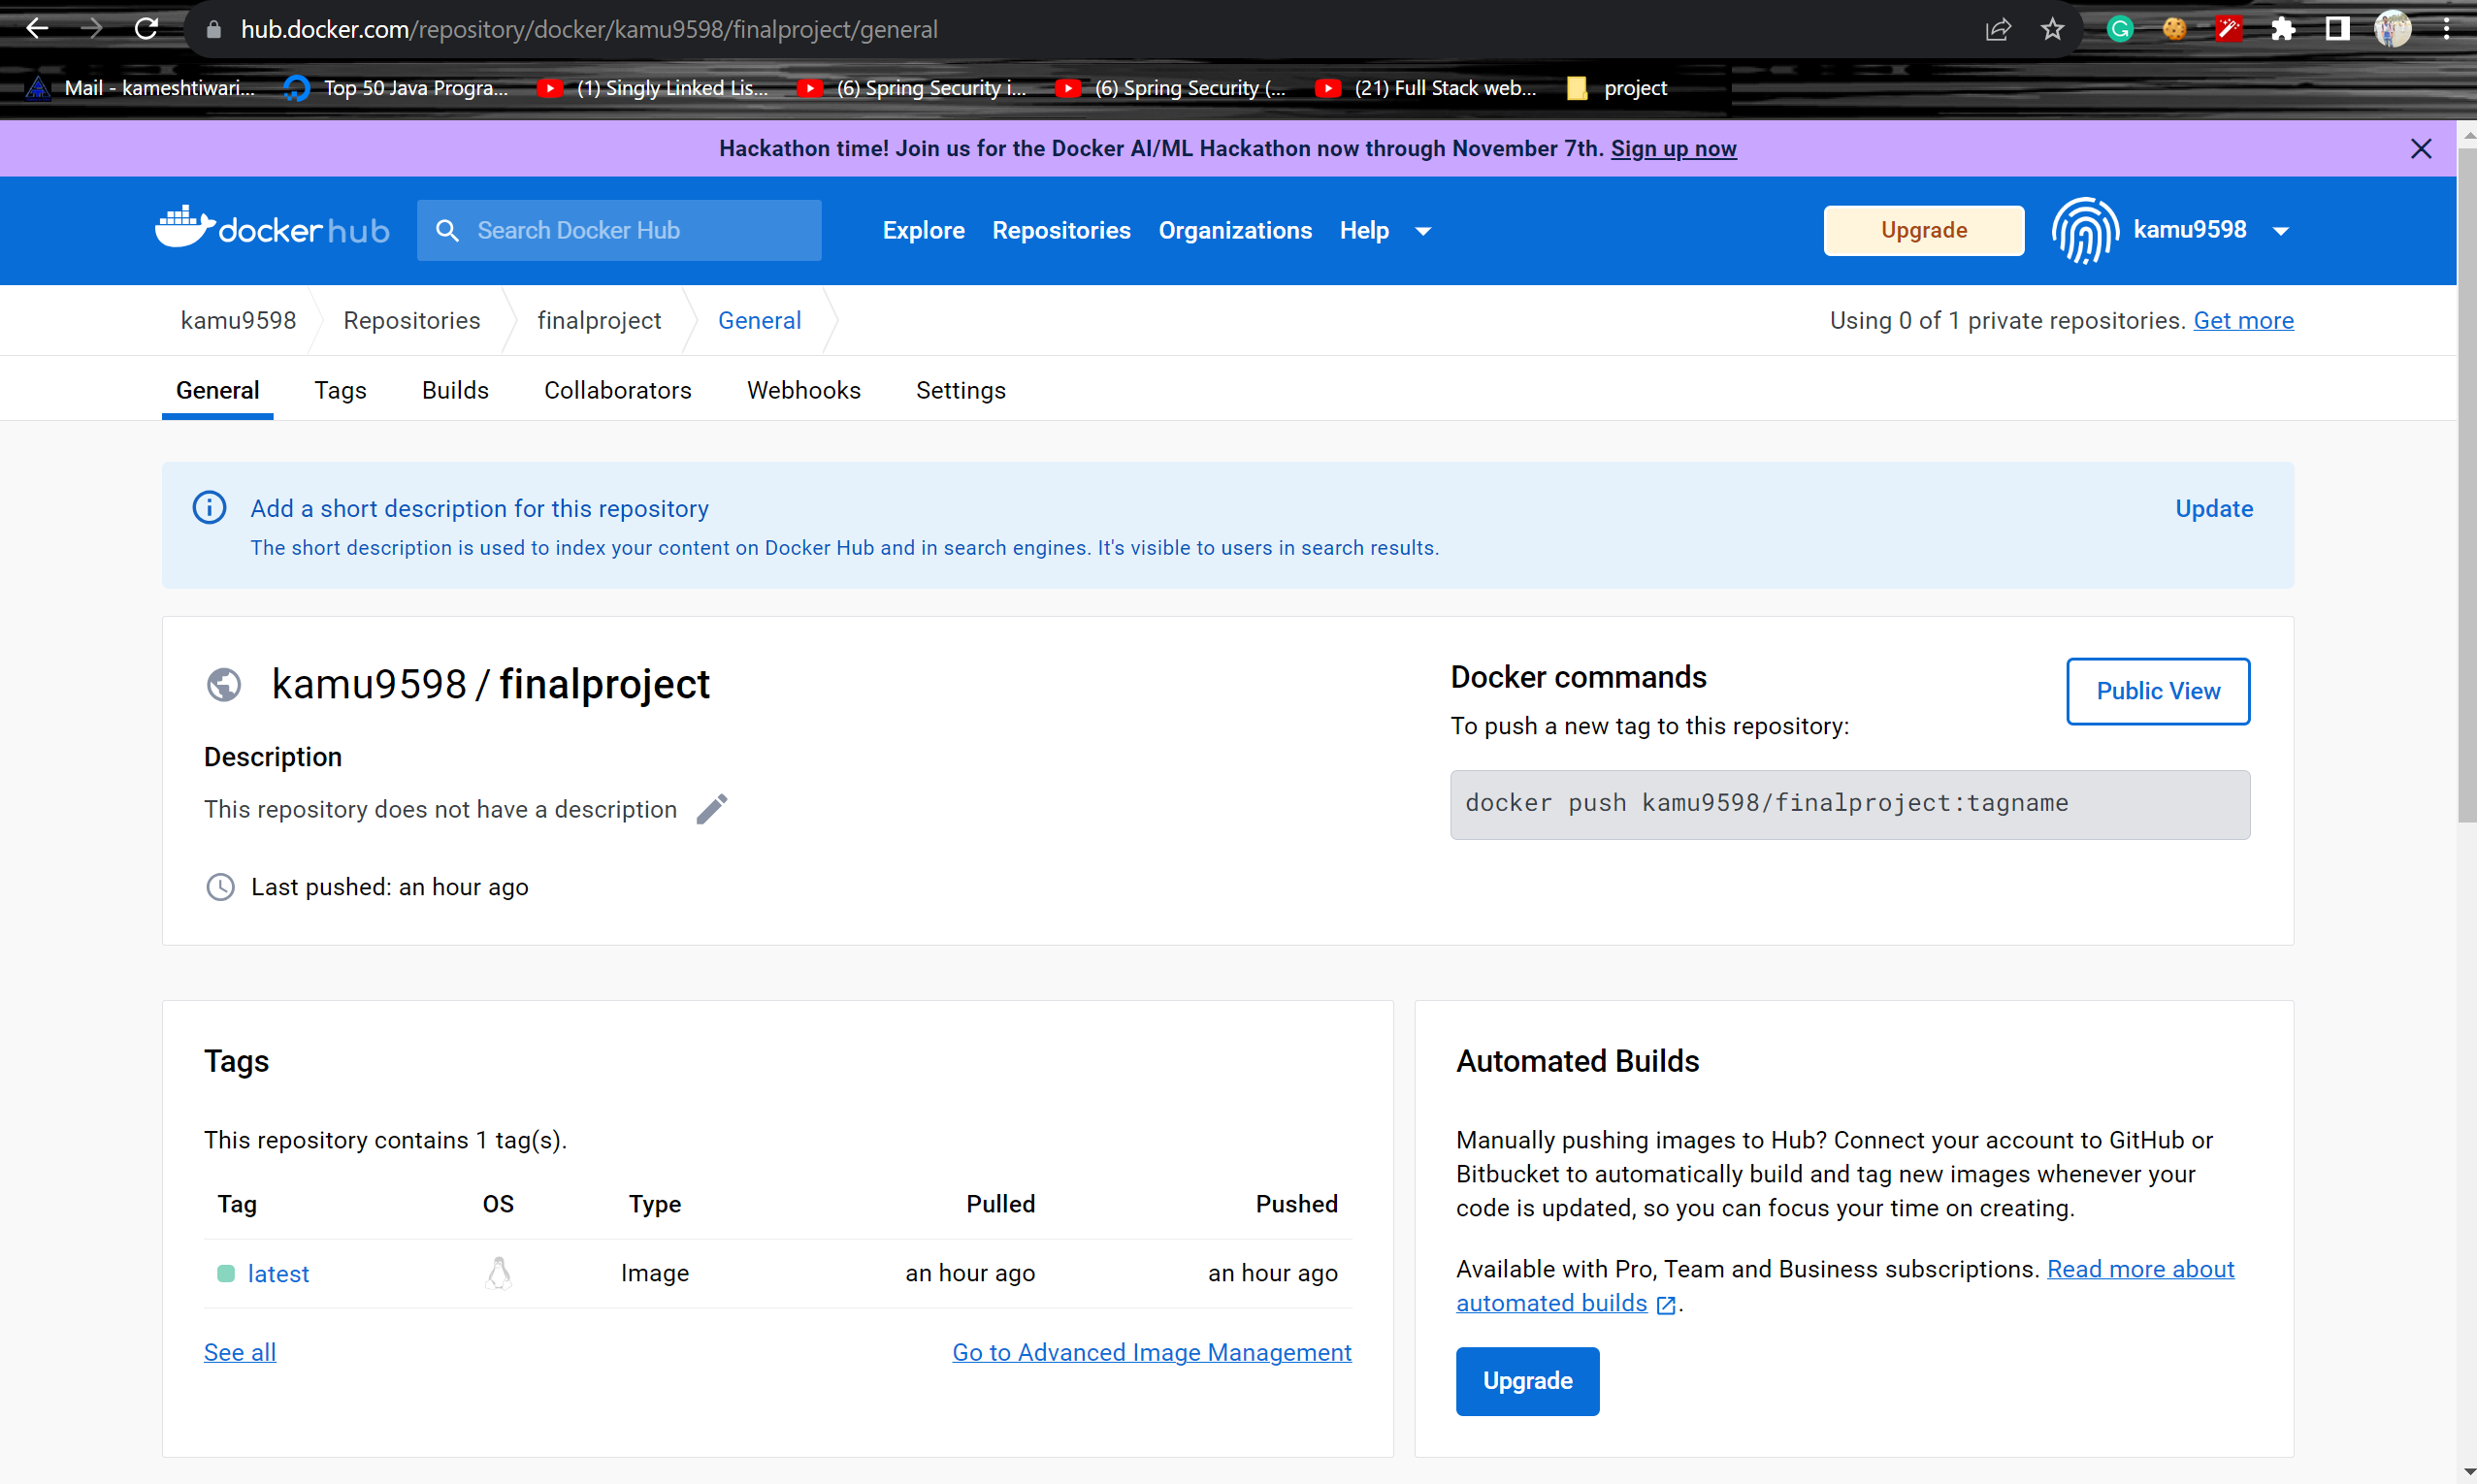 hub.docker.com/repository/docker/kamu9598/finalproject/general
Mail - kameshtiwari... Top 50 Java Progra... (1) Singly Linked Lis... (6) Spring Security i... (6) Spring Security (... (21) Full Stack web... project
Hackathon time! Join us for the Docker AI/ML Hackathon now through November 7th. Sign up now
dockerhub Search Docker Hub Explore Repositories Organizations Help Upgrade kamu9598
kamu9598 Repositories finalproject General Using 0 of 1 private repositories. Get more
General Tags Builds Collaborators Webhooks Settings
Add a short description for this repository Update
The short description is used to index your content on Docker Hub and in search engines. It's visible to users in search results.
kamu9598 / finalproject
Description
This repository does not have a description
Last pushed: an hour ago
Docker commands
Public View
To push a new tag to this repository:
docker push kamu9598/finalproject:tagname
Tags
This repository contains 1 tag(s).
Tag OS Type Pulled Pushed
latest Image an hour ago an hour ago
See all Go to Advanced Image Management
Automated Builds
Manually pushing images to Hub? Connect your account to GitHub or
Bitbucket to automatically build and tag new images whenever your
code is updated, so you can focus your time on creating.
Available with Pro, Team and Business subscriptions. Read more about
automated builds .
Upgrade